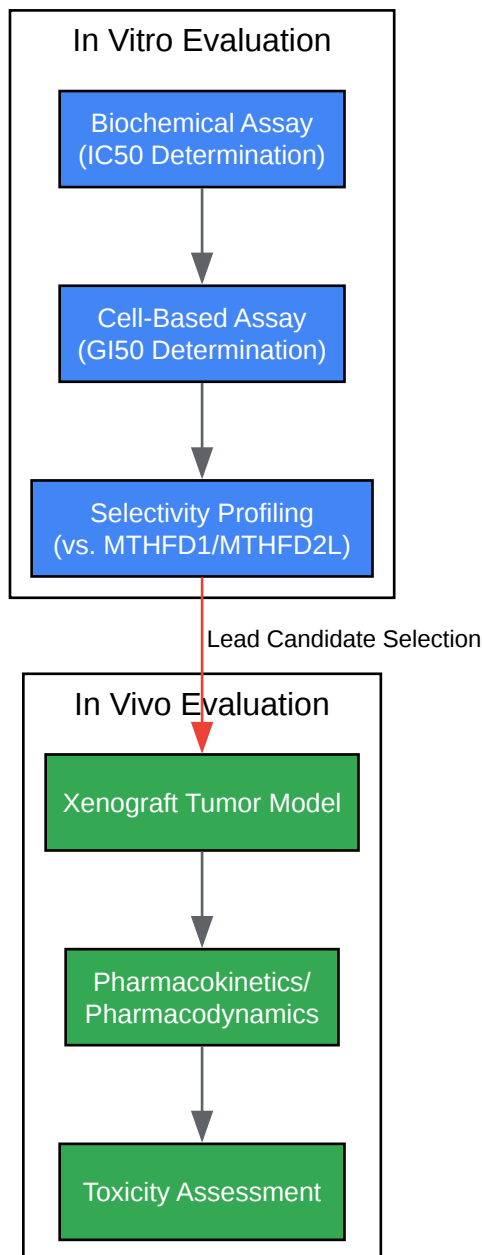 In Vitro Evaluation
Biochemical Assay
(IC50 Determination)
Cell-Based Assay
(GI50 Determination)
Selectivity Profiling
(vs. MTHFD1/MTHFD2L)
Lead Candidate Selection
In Vivo Evaluation
Xenograft Tumor Model
Pharmacokinetics/
Pharmacodynamics
Toxicity Assessment